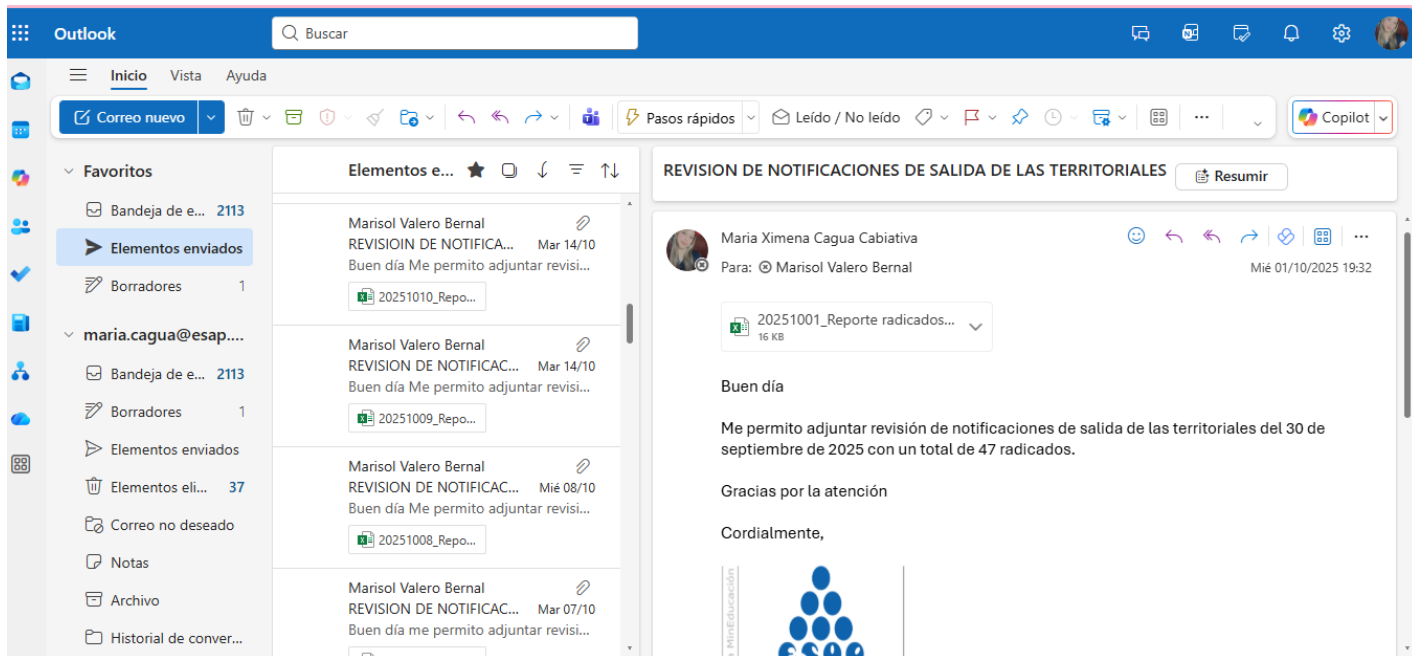 Outlook
Buscar
Inicio Vista Ayuda
Correo nuevo
Pasos rápidos
Leído / No leído
Copilot
Favoritos
Bandeja de e... 2113
Elementos enviados
Borradores 1
maria.cagua@esap....
Bandeja de e... 2113
Borradores 1
Elementos enviados
Elementos eli... 37
Correo no deseado
Notas
Archivo
Historial de conver...
Elementos e...
Marisol Valero Bernal
REVISIOIN DE NOTIFICA... Mar 14/10
Buen día Me permito adjuntar revisi...
20251010_Repo...
Marisol Valero Bernal
REVISION DE NOTIFICAC... Mar 14/10
Buen día Me permito adjuntar revisi...
20251009_Repo...
Marisol Valero Bernal
REVISION DE NOTIFICAC... Mié 08/10
Buen día Me permito adjuntar revisi...
20251008_Repo...
Marisol Valero Bernal
REVISION DE NOTIFICAC... Mar 07/10
Buen día me permito adjuntar revisi...
REVISION DE NOTIFICACIONES DE SALIDA DE LAS TERRITORIALES
Resumir
Maria Ximena Cagua Cabiativa
Para: Marisol Valero Bernal
Mié 01/10/2025 19:32
20251001_Reporte radicados...
16 KB
Buen día
Me permito adjuntar revisión de notificaciones de salida de las territoriales del 30 de
septiembre de 2025 con un total de 47 radicados.
Gracias por la atención
Cordialmente,
MinEducación